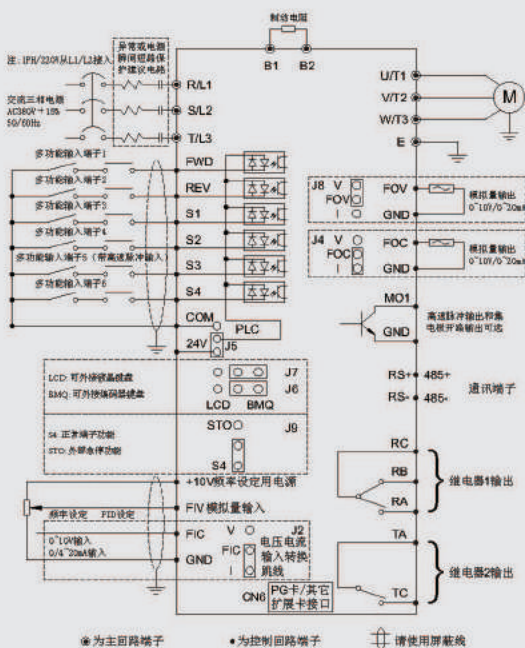 制动电阻
B1 B2
异常或电源
瞬间短路保
护建议电路
注:1PH/220V从L1/L2接入
R/L1
交流三相电源
AC380V ± 15%
50/60Hz
S/L2
T/L3
U/T1
V/T2
W/T3
M
E
多功能输入端子1
FWD
多功能输入端子2
REV
多功能输入端子3
S1
多功能输入端子4
S2
多功能输入端子5(带高速脉冲输入)
S3
多功能输入端子6
S4
COM
PLC
24V
J5
J8 V
FOV
I
FOV
GND
模拟量输出
0~10V/0~20mA
J4 V
FOC
I
FOC
GND
模拟量输出
0~10V/0~20mA
MO1
GND
高速脉冲输出和集
电极开路输出可选
LCD: 可外接液晶键盘
J7
BMQ: 可外接编码器键盘
J6
LCD BMQ
STO
J9
S4 正常端子功能
STO: 外部急停功能
S4
RS+ 485+
RS- 485-
通讯端子
RC
RB
RA
继电器1输出
TA
TC
继电器2输出
+10V频率设定用电源
FIV模拟量输入
频率设定 PID设定
FIC
0~10V输入
0/4~20mA输入
GND
V
J2
FIC
I
电压电流
输入转换
跳线
CN6
PG卡/其它
扩展卡接口
为主回路端子
为控制回路端子
请使用屏蔽线